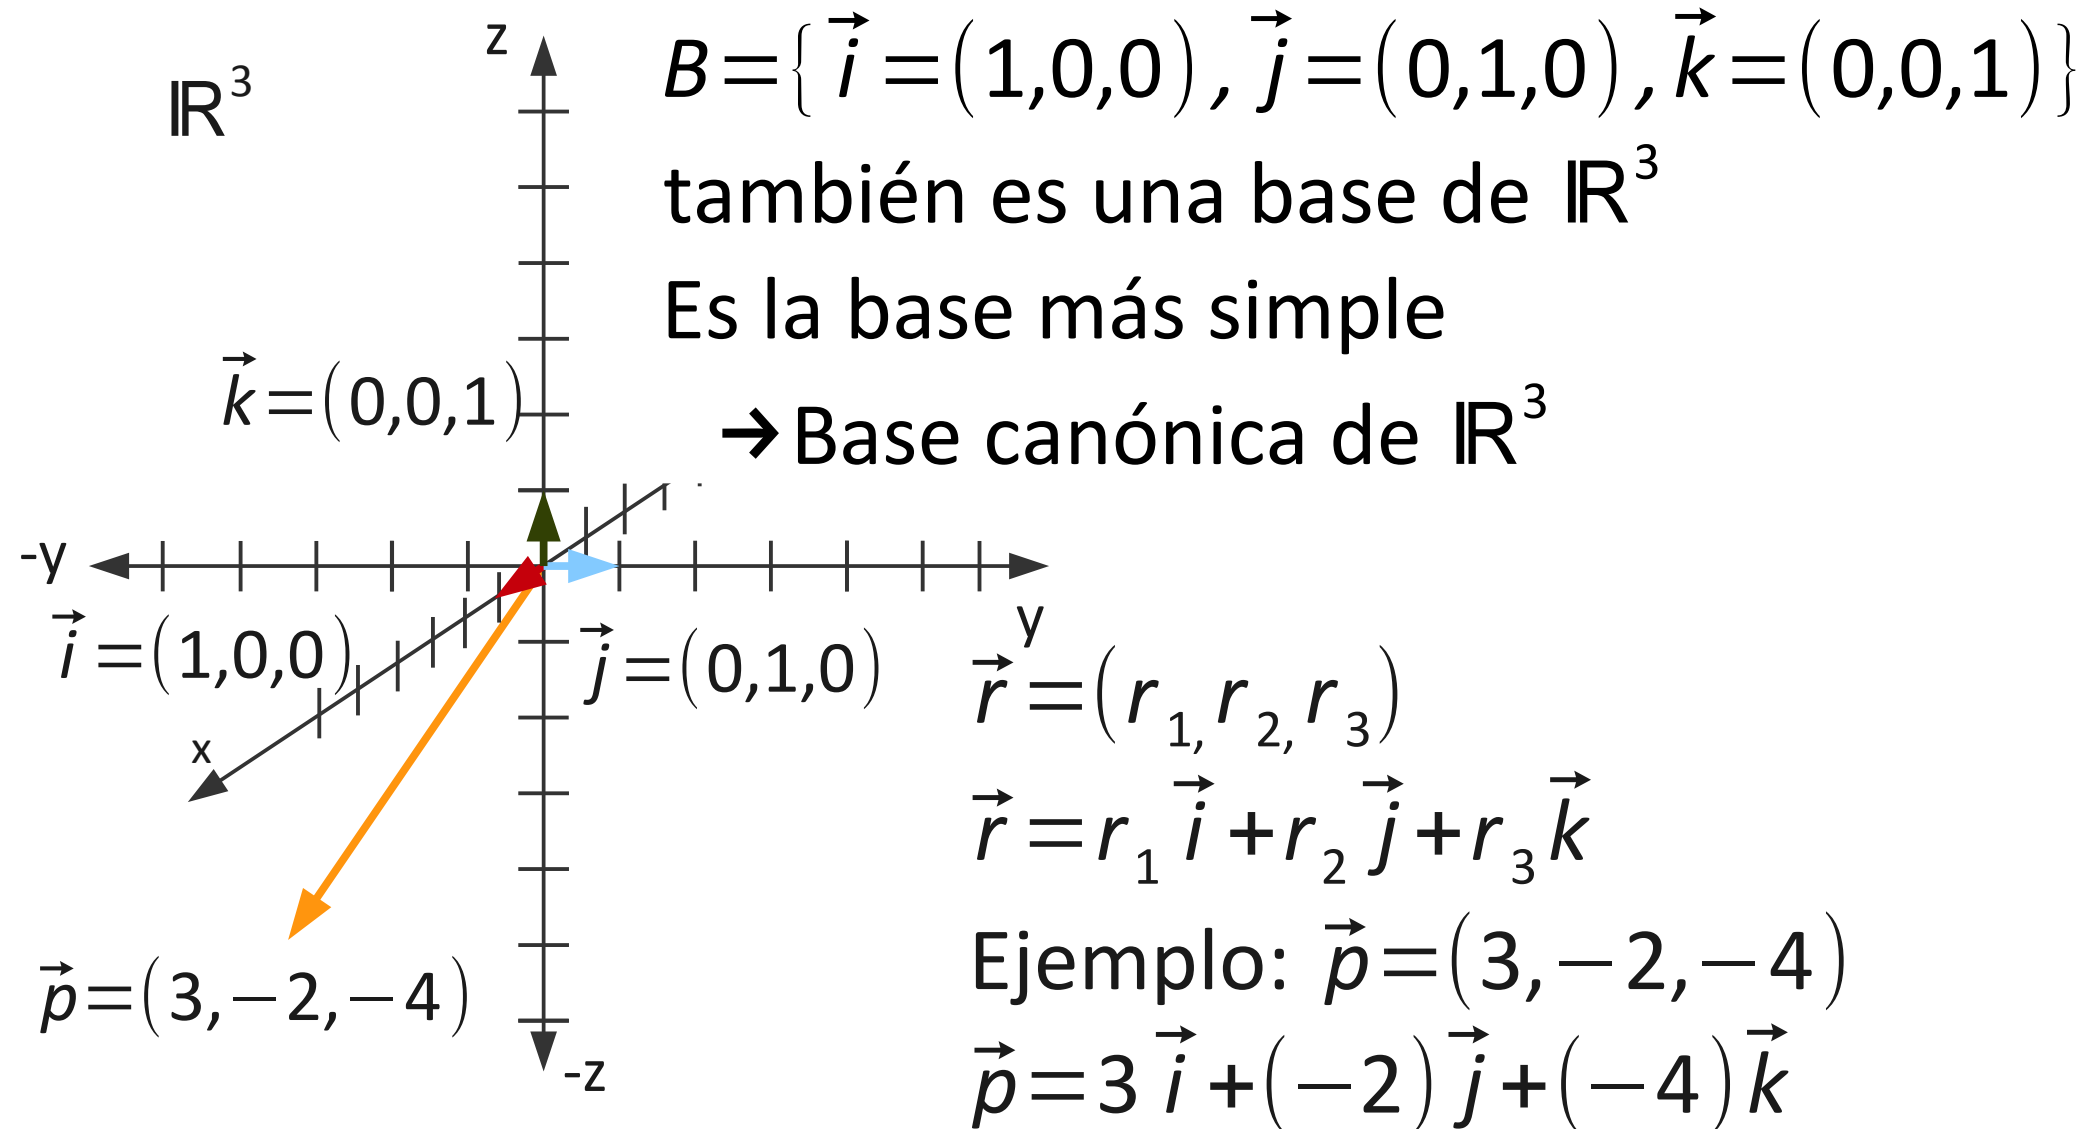 z
ℝ³
B={ i⃗ =(1,0,0), j⃗ =(0,1,0), k⃗ =(0,0,1)}
también es una base de ℝ³
Es la base más simple
→Base canónica de ℝ³
k⃗ =(0,0,1)
-y
y
i⃗ =(1,0,0)
j⃗ =(0,1,0)
x
r⃗ =(r₁, r₂, r₃)
r⃗ =r₁ i⃗ +r₂ j⃗ +r₃ k⃗
Ejemplo: p⃗ =(3,−2,−4)
p⃗ =(3,−2,−4)
p⃗ =3 i⃗ +(−2) j⃗ +(−4) k⃗
-z